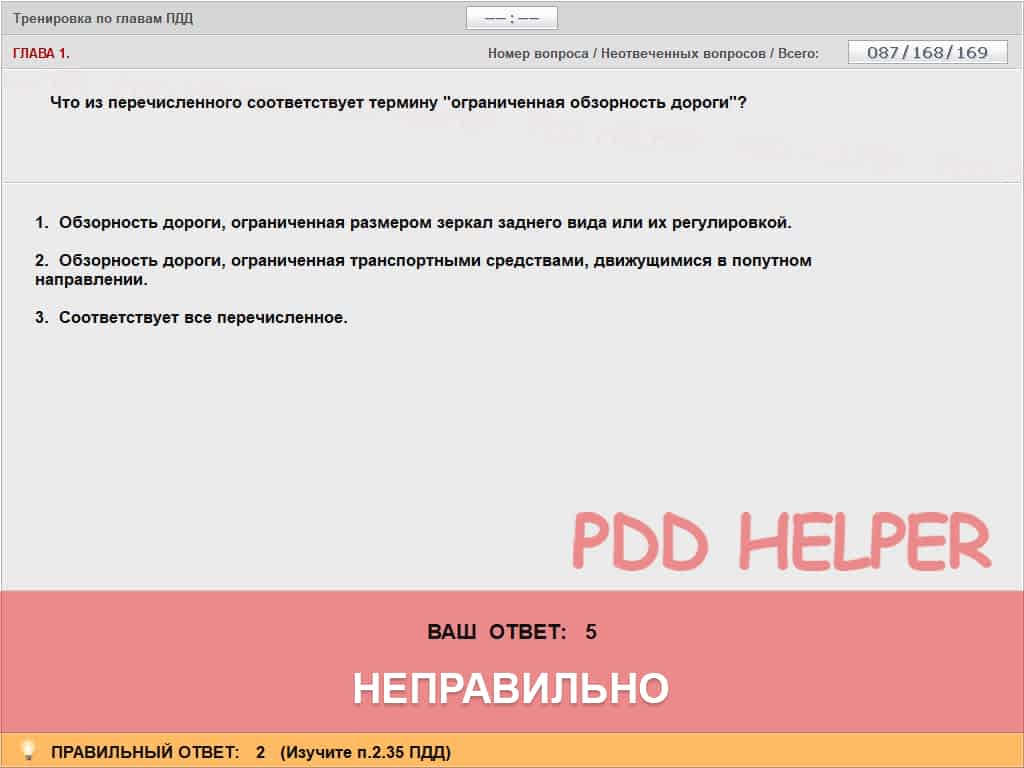 Тренировка по главам ПДД
—— : ——
ГЛАВА 1.
Номер вопроса / Неотвеченных вопросов / Всего:
087/168/169
Что из перечисленного соответствует термину "ограниченная обзорность дороги"?
1. Обзорность дороги, ограниченная размером зеркал заднего вида или их регулировкой.
2. Обзорность дороги, ограниченная транспортными средствами, движущимися в попутном
направлении.
3. Соответствует все перечисленное.
PDD HELPER
ВАШ ОТВЕТ: 5
НЕПРАВИЛЬНО
ПРАВИЛЬНЫЙ ОТВЕТ: 2 (Изучите п.2.35 ПДД)